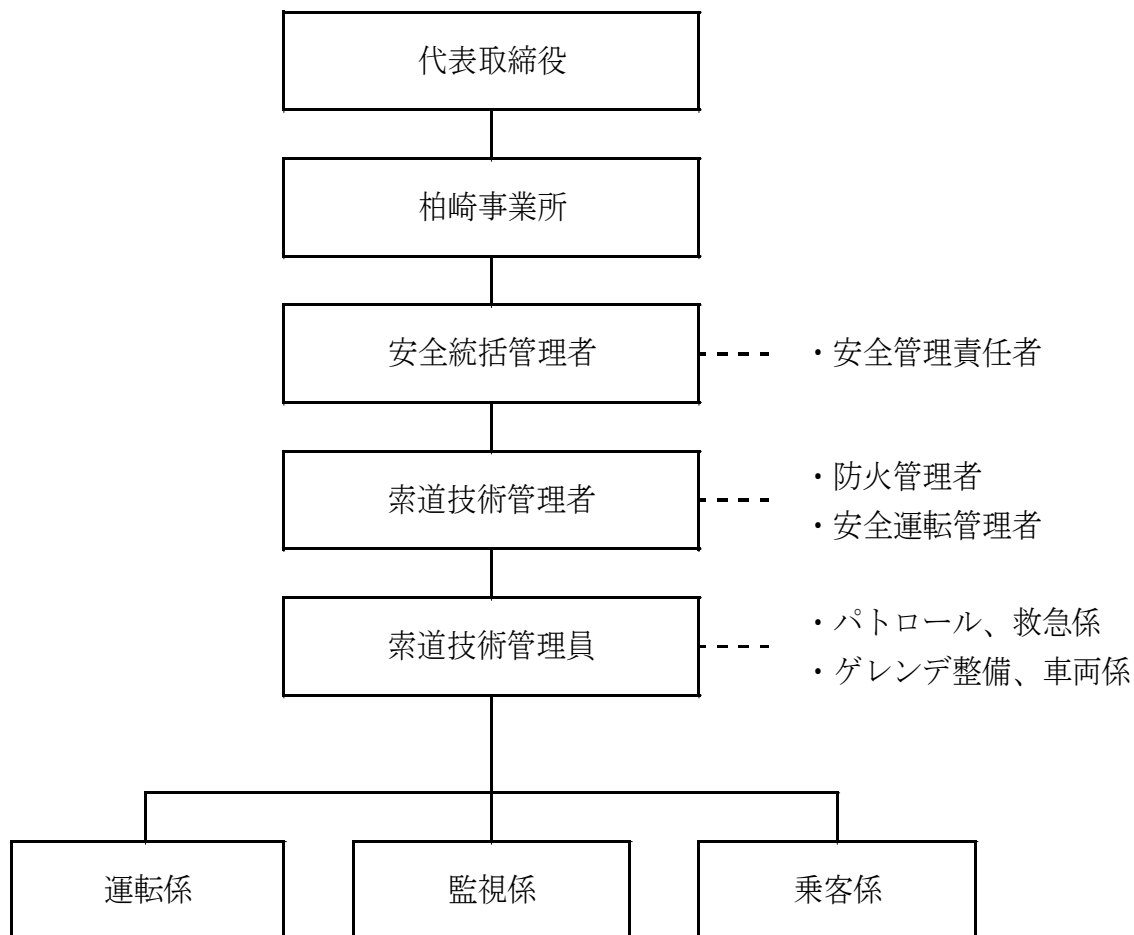 代表取締役
柏崎事業所
安全統括管理者
・安全管理責任者
索道技術管理者
・防火管理者
・安全運転管理者
索道技術管理員
・パトロール、救急係
・ゲレンデ整備、車両係
運転係
監視係
乗客係